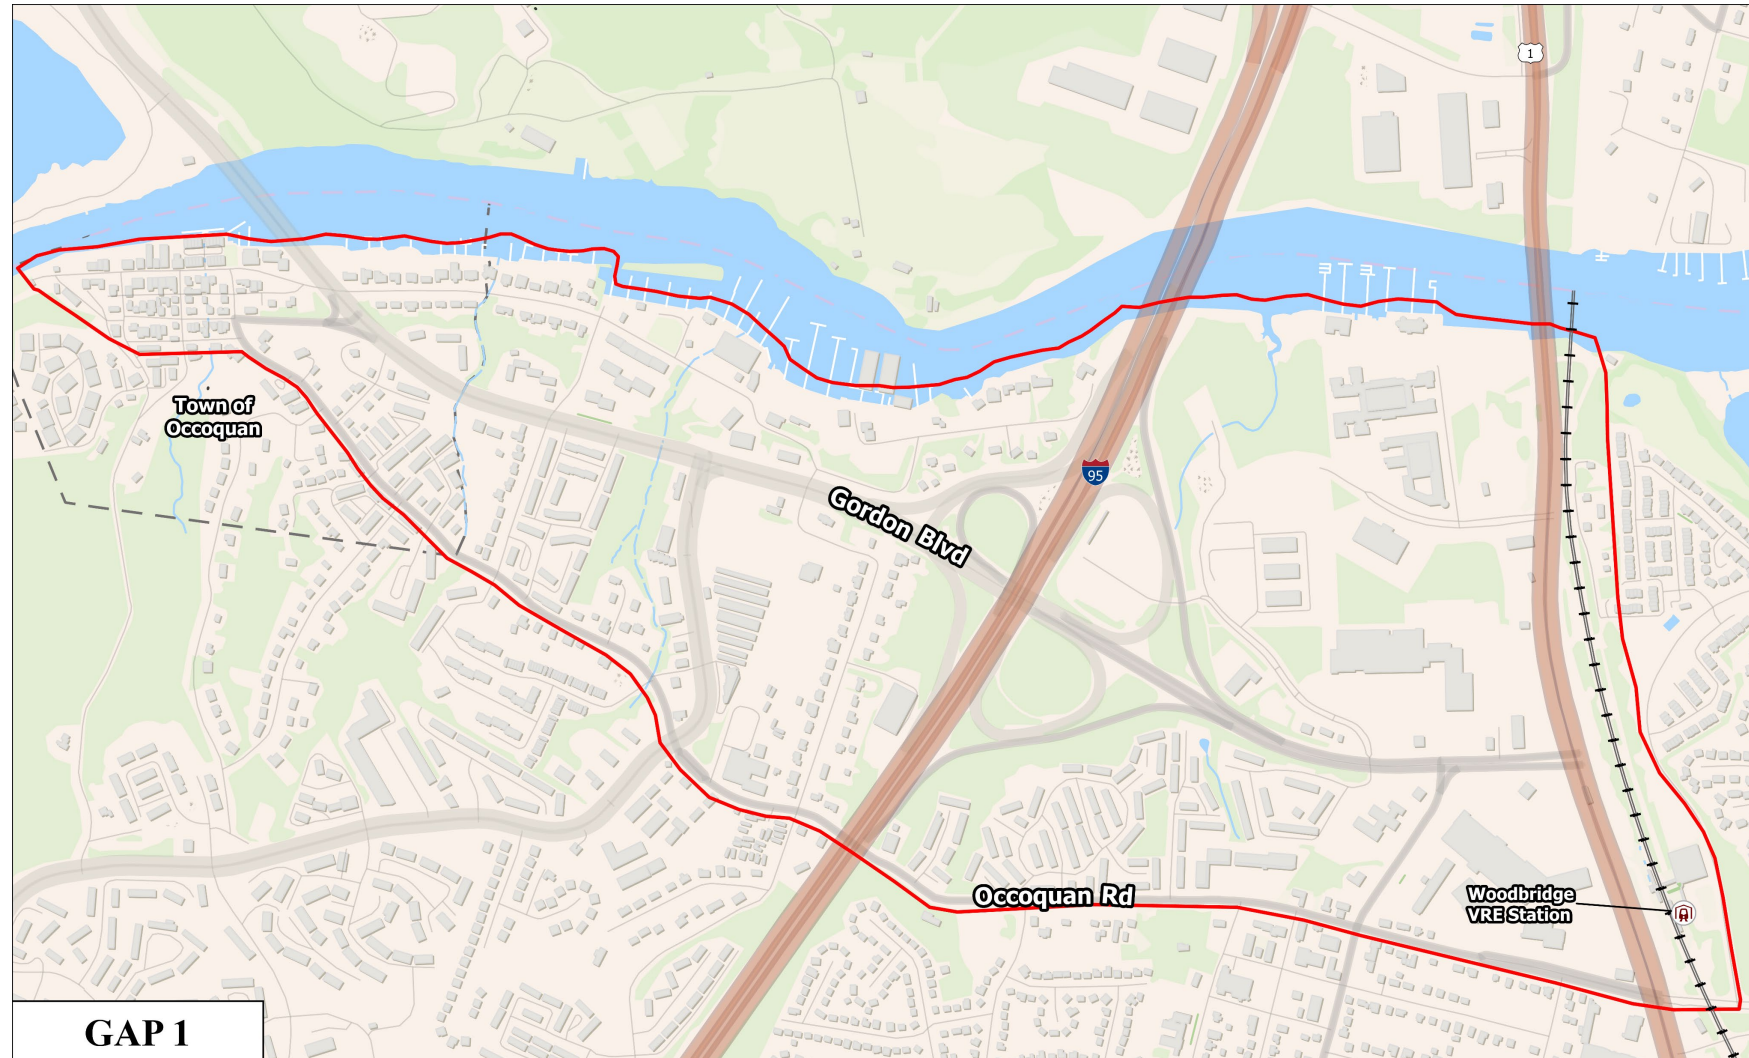 1
Town of
Occoquan
95
Gordon Blvd
Occoquan Rd
Woodbridge
VRE Station
GAP 1